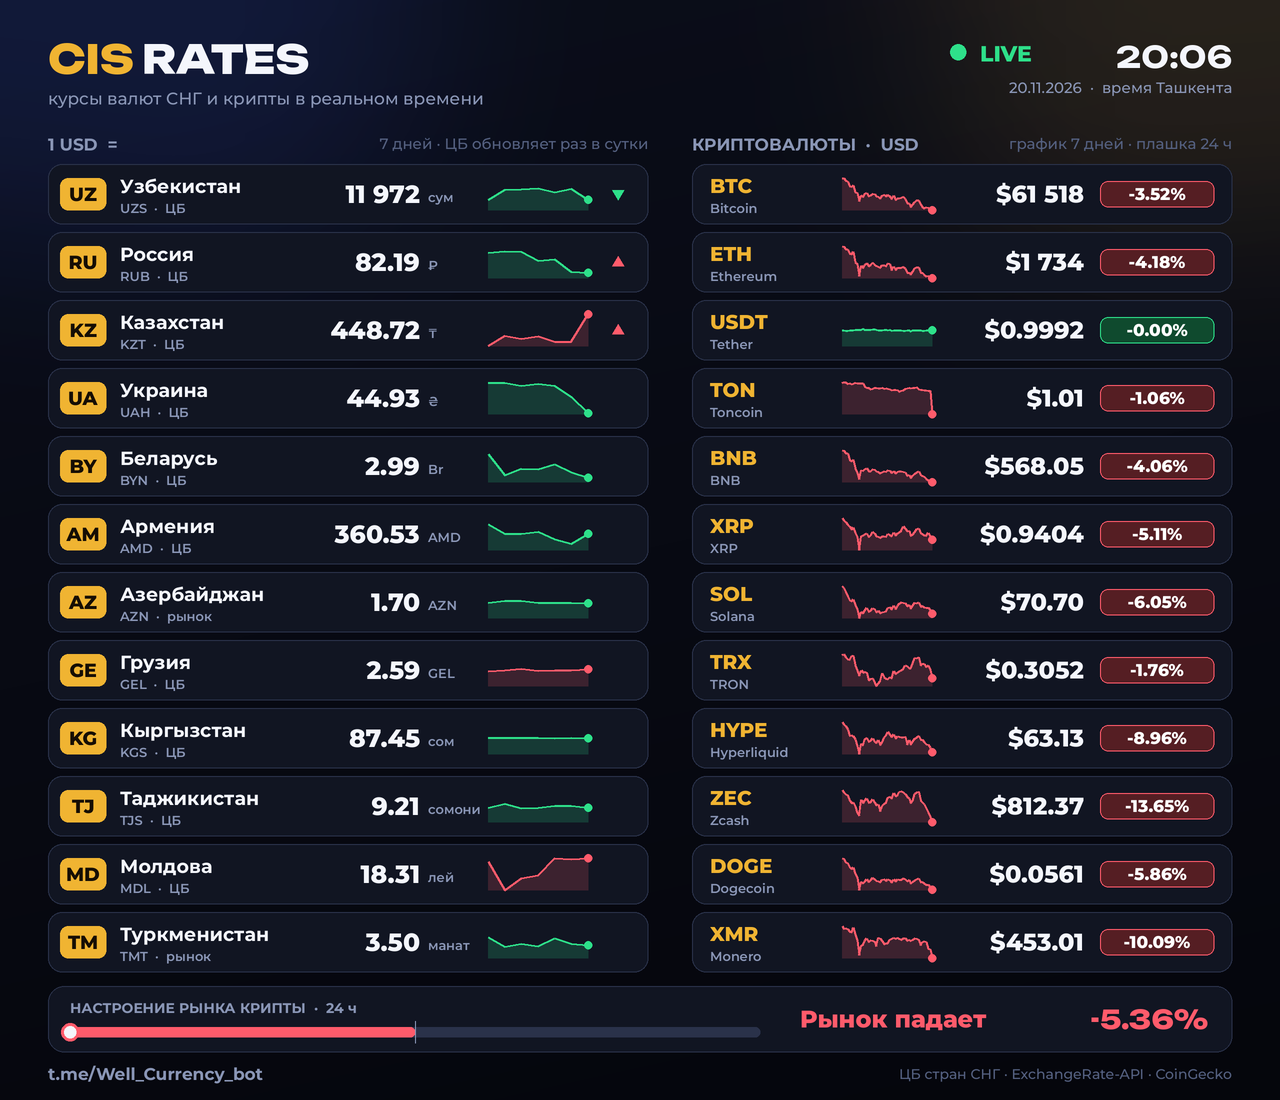 CIS RATES
курсы валют СНГ и крипты в реальном времени
LIVE 20:06
20.11.2026 · время Ташкента
1 USD =
7 дней · ЦБ обновляет раз в сутки
UZ Узбекистан 11 972 сум
UZS · ЦБ
RU Россия 82.19 ₽
RUB · ЦБ
KZ Казахстан 448.72 ₸
KZT · ЦБ
UA Украина 44.93 ₴
UAH · ЦБ
BY Беларусь 2.99 Br
BYN · ЦБ
AM Армения 360.53 AMD
AMD · ЦБ
AZ Азербайджан 1.70 AZN
AZN · рынок
GE Грузия 2.59 GEL
GEL · ЦБ
KG Кыргызстан 87.45 сом
KGS · ЦБ
TJ Таджикистан 9.21 сомони
TJS · ЦБ
MD Молдова 18.31 лей
MDL · ЦБ
TM Туркменистан 3.50 манат
TMT · рынок
КРИПТОВАЛЮТЫ · USD
график 7 дней · плашка 24 ч
BTC $61 518 -3.52%
Bitcoin
ETH $1 734 -4.18%
Ethereum
USDT $0.9992 -0.00%
Tether
TON $1.01 -1.06%
Toncoin
BNB $568.05 -4.06%
BNB
XRP $0.9404 -5.11%
XRP
SOL $70.70 -6.05%
Solana
TRX $0.3052 -1.76%
TRON
HYPE $63.13 -8.96%
Hyperliquid
ZEC $812.37 -13.65%
Zcash
DOGE $0.0561 -5.86%
Dogecoin
XMR $453.01 -10.09%
Monero
НАСТРОЕНИЕ РЫНКА КРИПТЫ · 24 ч
Рынок падает -5.36%
t.me/Well_Currency_bot
ЦБ стран СНГ · ExchangeRate-API · CoinGecko